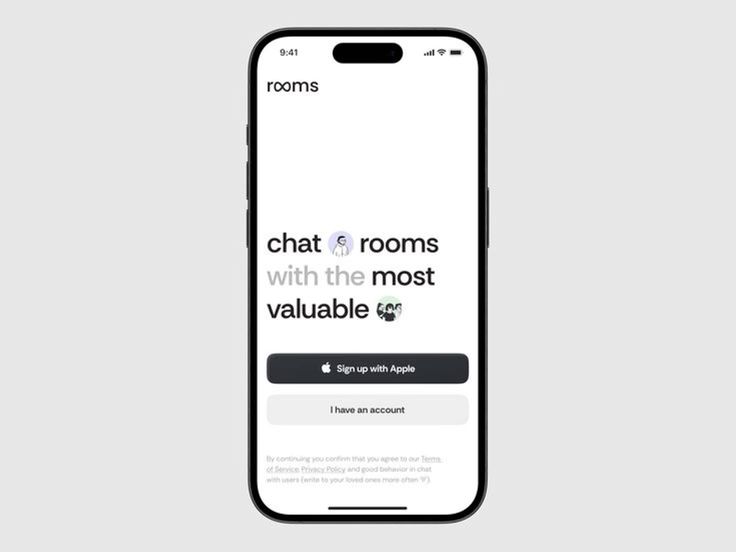 9:41
rooms
chat rooms
with the most
valuable
Sign up with Apple
I have an account
By continuing you confirm that you agree to our Terms
of Service, Privacy Policy and good behavior in chat
with users (write to your loved ones more often ♡).